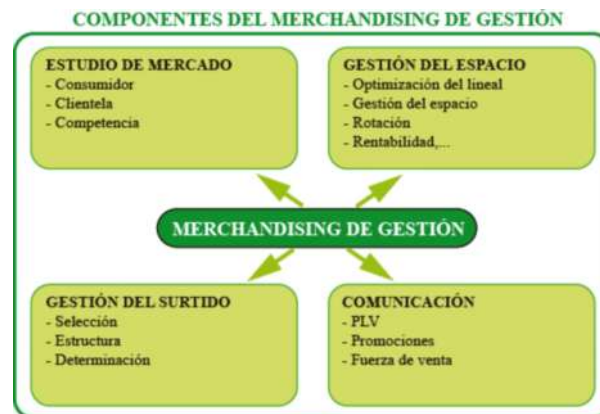 COMPONENTES DEL MERCHANDISING DE GESTIÓN
ESTUDIO DE MERCADO
- Consumidor
- Clientela
- Competencia
GESTIÓN DEL ESPACIO
- Optimización del lineal
- Gestión del espacio
- Rotación
- Rentabilidad,...
MERCHANDISING DE GESTIÓN
GESTIÓN DEL SURTIDO
- Selección
- Estructura
- Determinación
COMUNICACIÓN
- PLV
- Promociones
- Fuerza de venta